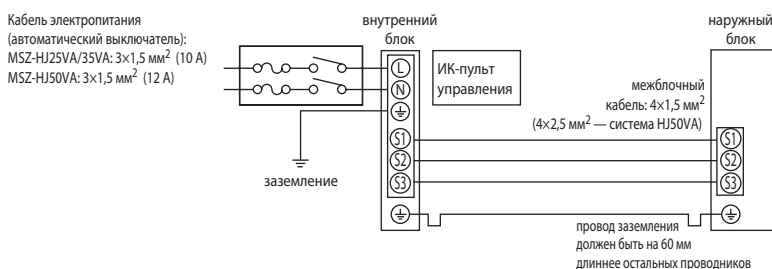 Кабель электропитания
(автоматический выключатель):
MSZ-HJ25VA/35VA: 3×1,5 мм² (10 А)
MSZ-HJ50VA: 3×1,5 мм² (12 А)
внутренний
блок
наружный
блок
L
N
ИК-пульт
управления
межблочный
кабель: 4×1,5 мм²
(4×2,5 мм² — система HJ50VA)
S1
S2
S3
S1
S2
S3
заземление
провод заземления
должен быть на 60 мм
длиннее остальных проводников